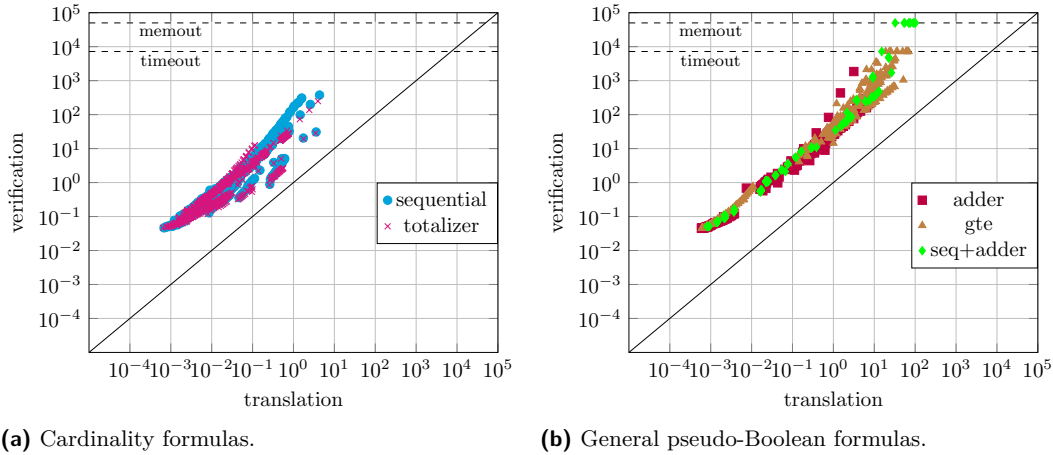 10^5
10^4
10^3
10^2
10^1
10^0
10^−1
10^−2
10^−3
10^−4
verification
memout
timeout
sequential
totalizer
10^−4 10^−3 10^−2 10^−1 10^0 10^1 10^2 10^3 10^4 10^5
translation
(a) Cardinality formulas.
10^5
10^4
10^3
10^2
10^1
10^0
10^−1
10^−2
10^−3
10^−4
verification
memout
timeout
adder
gte
seq+adder
10^−4 10^−3 10^−2 10^−1 10^0 10^1 10^2 10^3 10^4 10^5
translation
(b) General pseudo-Boolean formulas.